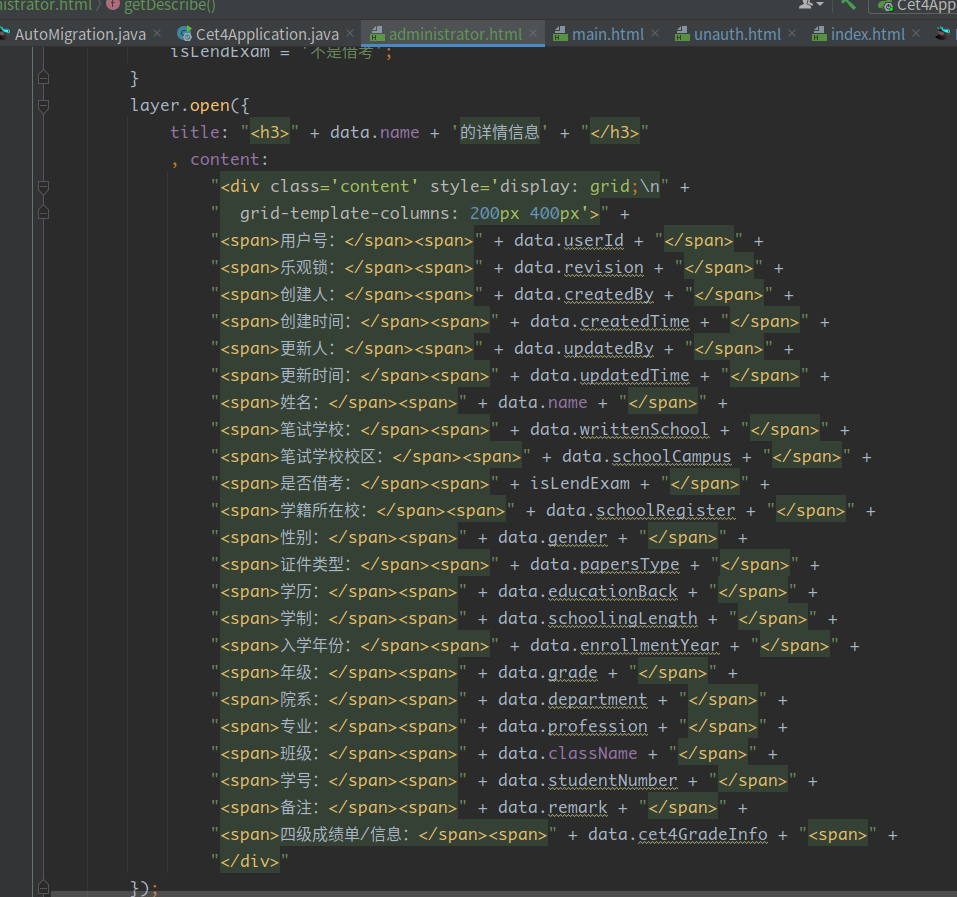 nistrator.html › getDescribe() Cet4App
AutoMigration.java × Cet4Application.java × administrator.html × main.html × unauth.html × index.html ×
isLendExam = '不是借考';
}
layer.open({
title: "<h3>" + data.name + '的详情信息' + "</h3>"
, content:
"<div class='content' style='display: grid;\n" +
"  grid-template-columns: 200px 400px'>" +
"<span>用户号：</span><span>" + data.userId + "</span>" +
"<span>乐观锁：</span><span>" + data.revision + "</span>" +
"<span>创建人：</span><span>" + data.createdBy + "</span>" +
"<span>创建时间：</span><span>" + data.createdTime + "</span>" +
"<span>更新人：</span><span>" + data.updatedBy + "</span>" +
"<span>更新时间：</span><span>" + data.updatedTime + "</span>" +
"<span>姓名：</span><span>" + data.name + "</span>" +
"<span>笔试学校：</span><span>" + data.writtenSchool + "</span>" +
"<span>笔试学校校区：</span><span>" + data.schoolCampus + "</span>" +
"<span>是否借考：</span><span>" + isLendExam + "</span>" +
"<span>学籍所在校：</span><span>" + data.schoolRegister + "</span>" +
"<span>性别：</span><span>" + data.gender + "</span>" +
"<span>证件类型：</span><span>" + data.papersType + "</span>" +
"<span>学历：</span><span>" + data.educationBack + "</span>" +
"<span>学制：</span><span>" + data.schoolingLength + "</span>" +
"<span>入学年份：</span><span>" + data.enrollmentYear + "</span>" +
"<span>年级：</span><span>" + data.grade + "</span>" +
"<span>院系：</span><span>" + data.department + "</span>" +
"<span>专业：</span><span>" + data.profession + "</span>" +
"<span>班级：</span><span>" + data.className + "</span>" +
"<span>学号：</span><span>" + data.studentNumber + "</span>" +
"<span>备注：</span><span>" + data.remark + "</span>" +
"<span>四级成绩单/信息：</span><span>" + data.cet4GradeInfo + "<span>" +
"</div>"
});